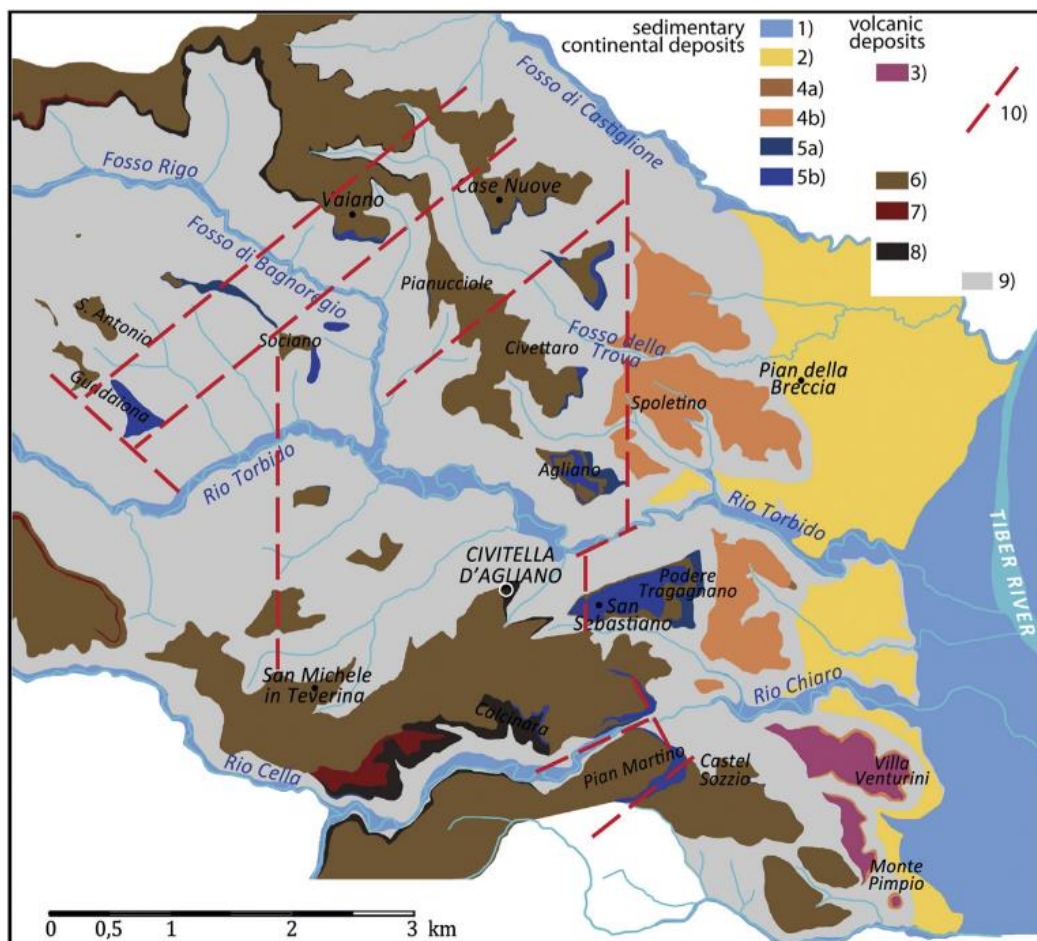 sedimentary
continental deposits
1)
2)
4a)
4b)
5a)
5b)
volcanic
deposits
3)
10)
6)
7)
8)
9)
Fosso di Castiglione
Fosso Rigo
Vaiano
Case Nuove
Fosso di Bagnoregio
Pianucciole
S. Antonio
Sociano
Civettaro
Fosso della
Trova
Pian della
Breccia
Guadaiona
Spoletino
Rio Torbido
Agliano
Rio Torbido
TIBER RIVER
CIVITELLA
D'AGLIANO
Podere
Tragagnano
San
Sebastiano
San Michele
in Teverina
Rio Chiaro
Calcinara
Rio Cella
Pian Martino
Castel
Sozzio
Villa
Venturini
Monte
Pimpio
0 0,5 1 2 3 km